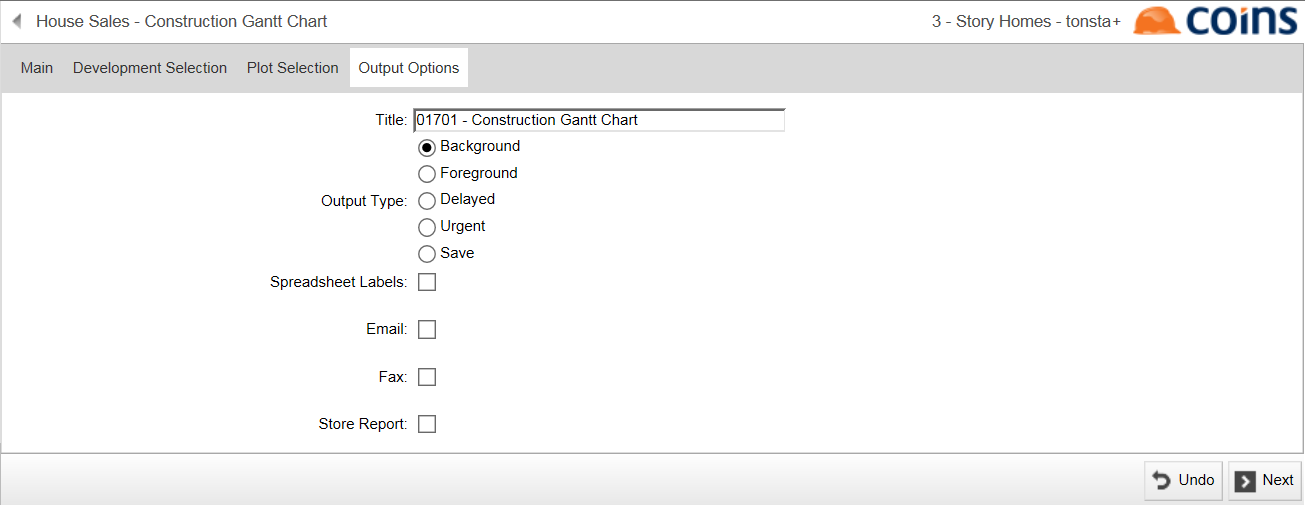 House Sales - Construction Gantt Chart
3 - Story Homes - tonsta+
coins
Main Development Selection Plot Selection Output Options
Title: 01701 - Construction Gantt Chart
Output Type:
Background
Foreground
Delayed
Urgent
Save
Spreadsheet Labels:
Email:
Fax:
Store Report:
Undo Next